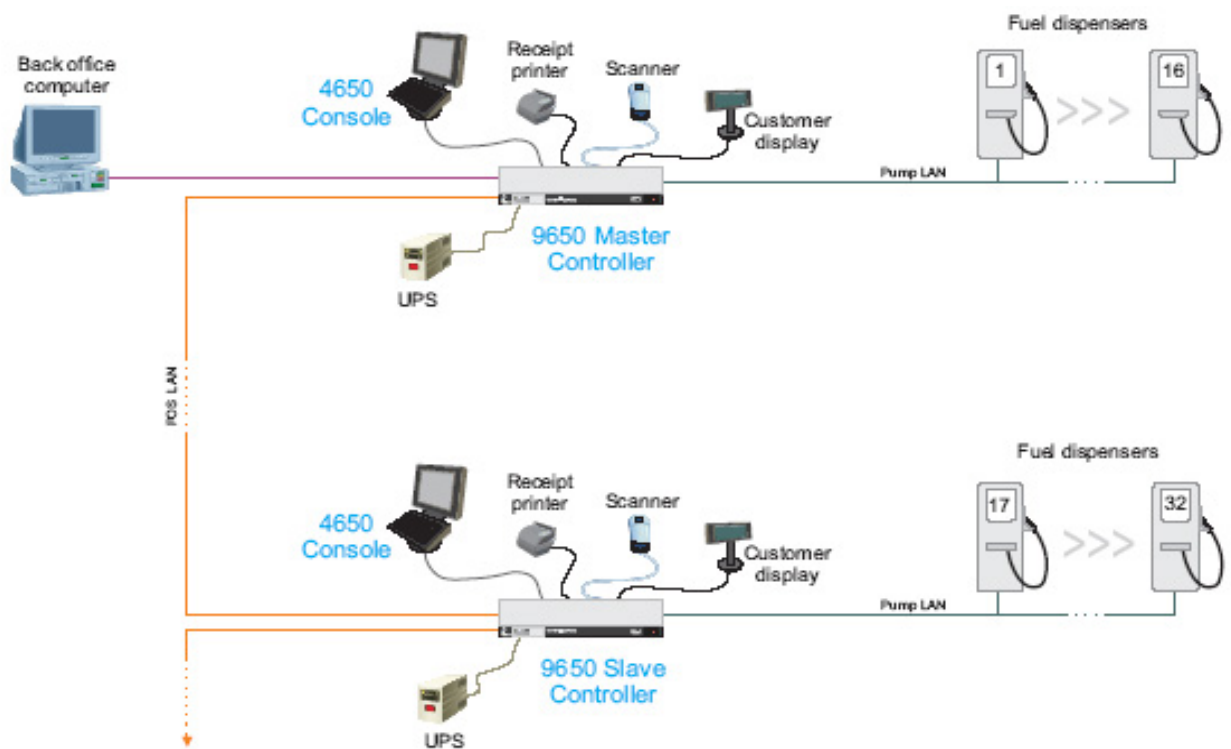 Fuel dispensers
Back office
computer
4650
Console
Receipt
printer
Scanner
Customer
display
1
16
Pump LAN
9650 Master
Controller
UPS
POS LAN
Fuel dispensers
4650
Console
Receipt
printer
Scanner
Customer
display
17
32
Pump LAN
9650 Slave
Controller
UPS